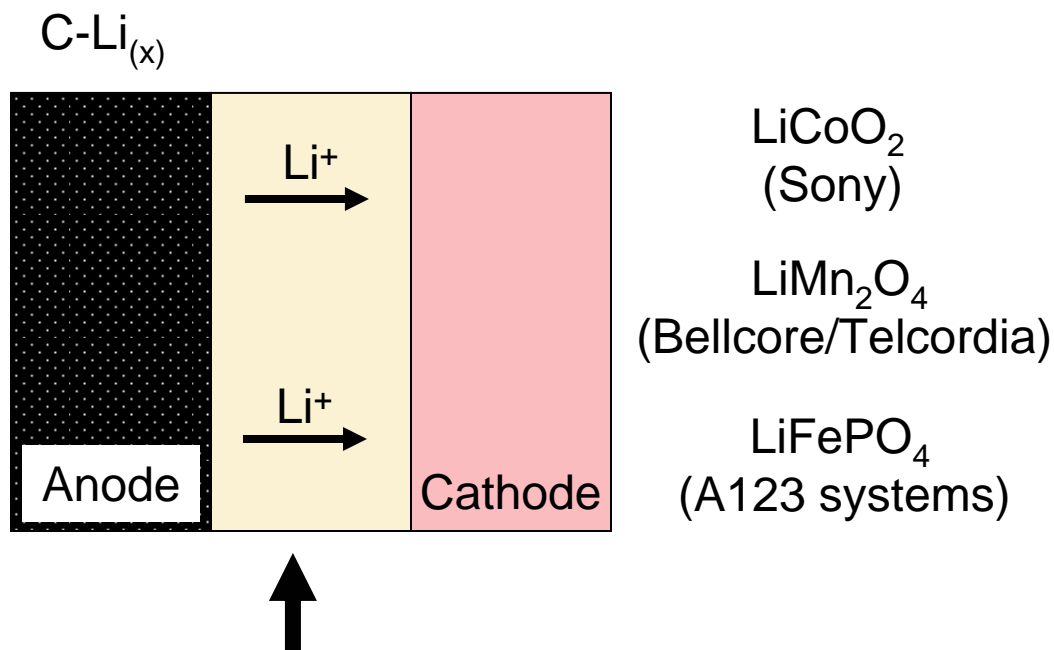 C-Li(x)
Li+
Li+
Anode
Cathode
LiCoO2
(Sony)
LiMn2O4
(Bellcore/Telcordia)
LiFePO4
(A123 systems)